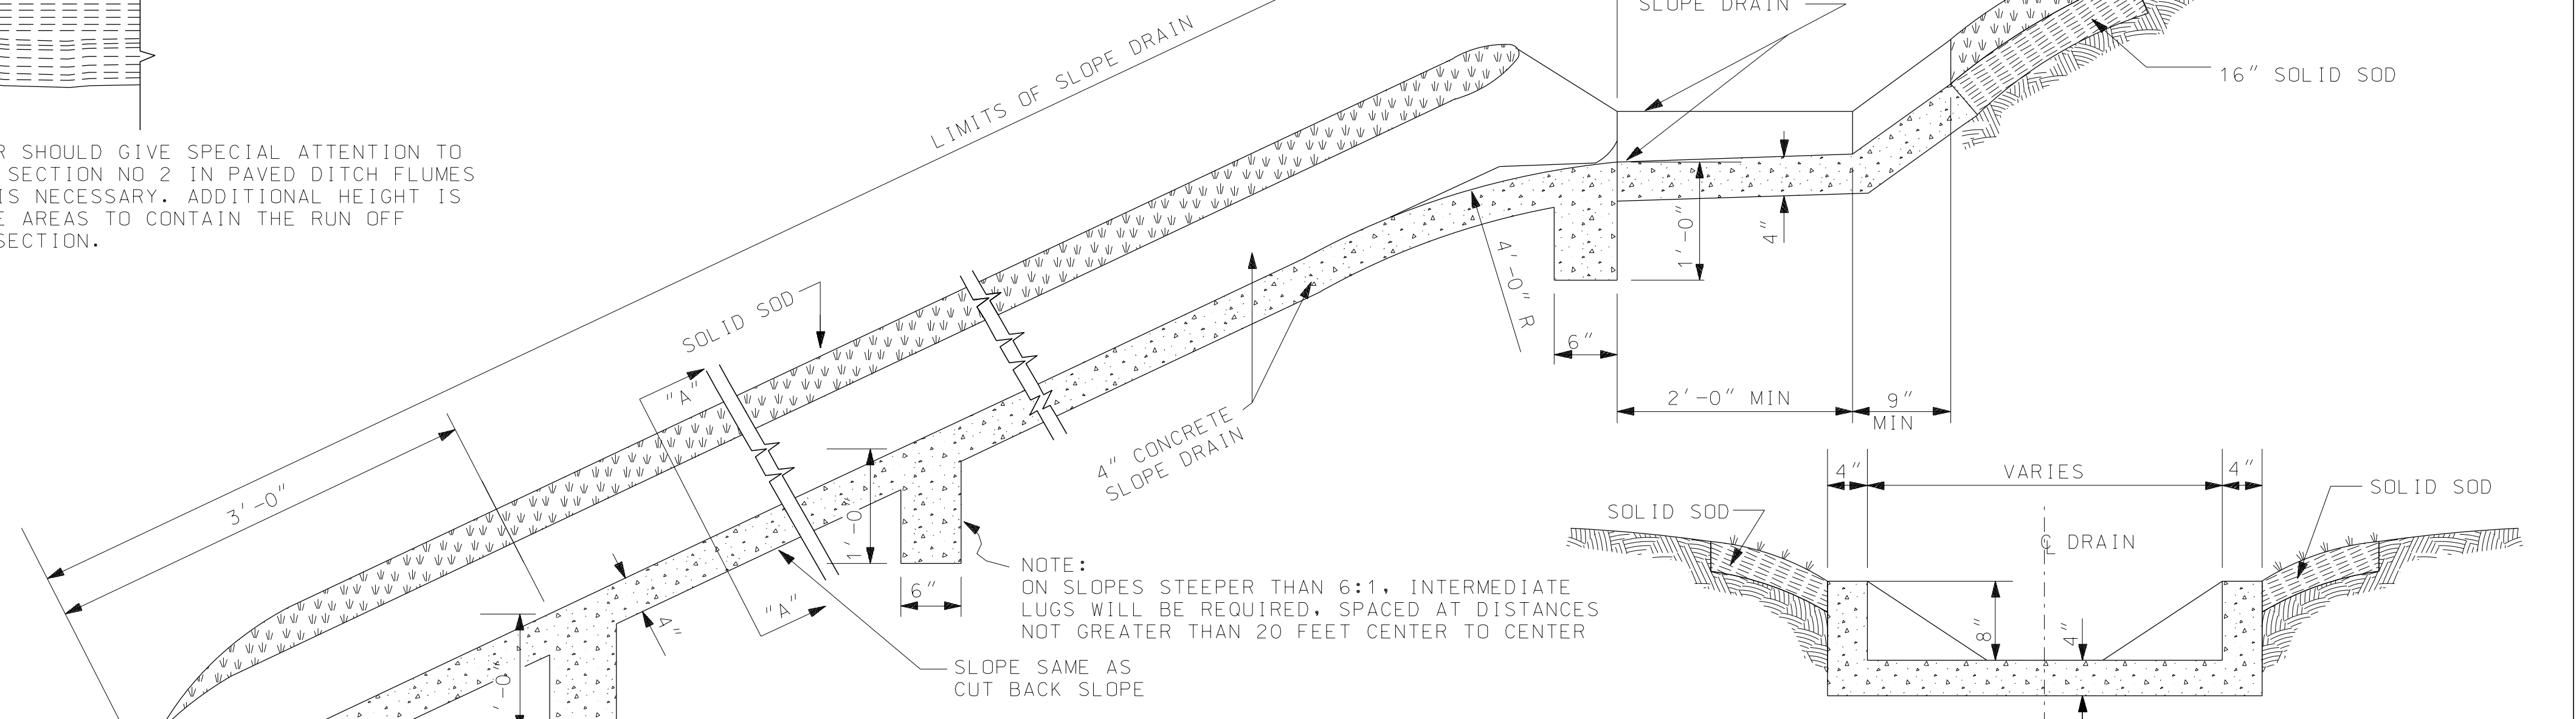 SLOPE DRAIN
LIMITS OF SLOPE DRAIN
16" SOLID SOD
R SHOULD GIVE SPECIAL ATTENTION TO
SECTION NO 2 IN PAVED DITCH FLUMES
IS NECESSARY. ADDITIONAL HEIGHT IS
E AREAS TO CONTAIN THE RUN OFF
SECTION.
1'-0"
4"
4'-0" R
SOLID SOD
6"
"A"
2'-0" MIN
9"
MIN
4" CONCRETE
SLOPE DRAIN
3'-0"
1'-0"
4"
VARIES
4"
SOLID SOD
SOLID SOD
℄ DRAIN
NOTE:
ON SLOPES STEEPER THAN 6:1, INTERMEDIATE
LUGS WILL BE REQUIRED, SPACED AT DISTANCES
NOT GREATER THAN 20 FEET CENTER TO CENTER
6"
"A"
4"
8"
4"
SLOPE SAME AS
CUT BACK SLOPE
'-0"